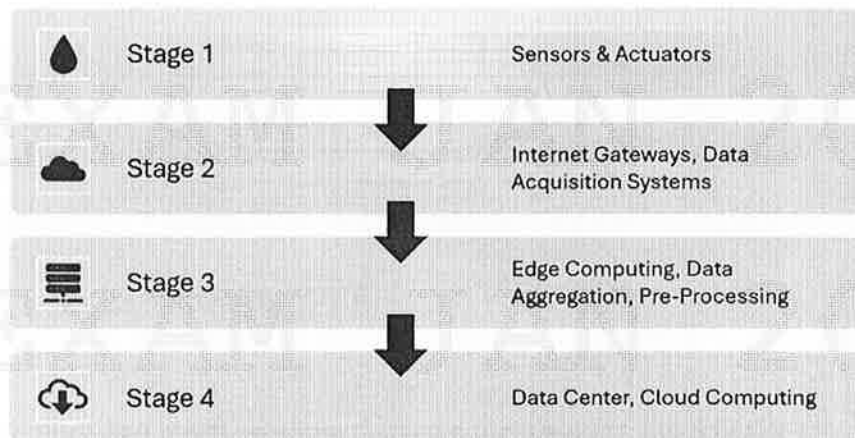 Stage 1
Sensors & Actuators
Stage 2
Internet Gateways, Data
Acquisition Systems
Stage 3
Edge Computing, Data
Aggregation, Pre-Processing
Stage 4
Data Center, Cloud Computing